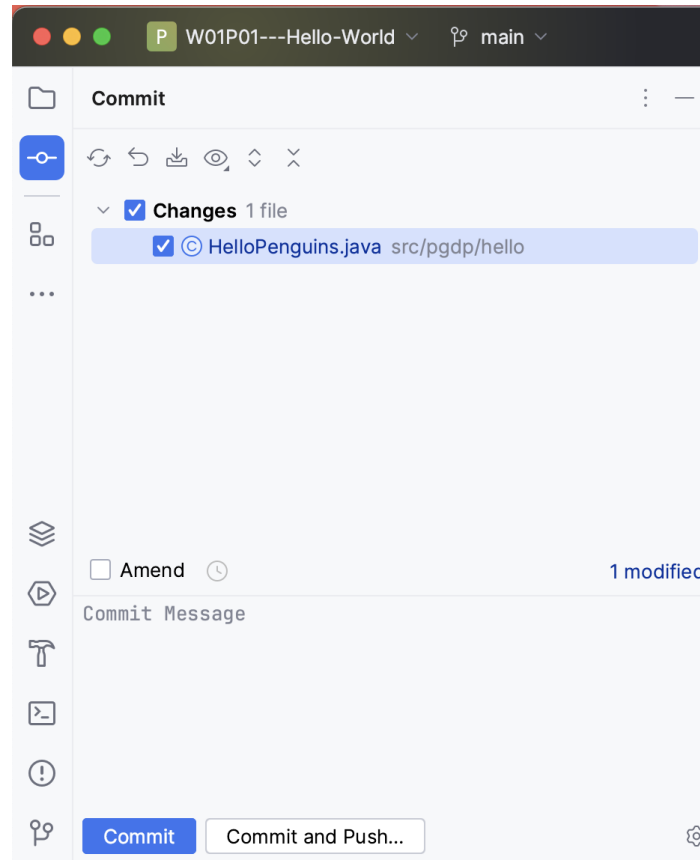 P W01P01---Hello-World main
Commit
Changes 1 file
© HelloPenguins.java src/pgdp/hello
Amend 1 modified
Commit Message
Commit Commit and Push...